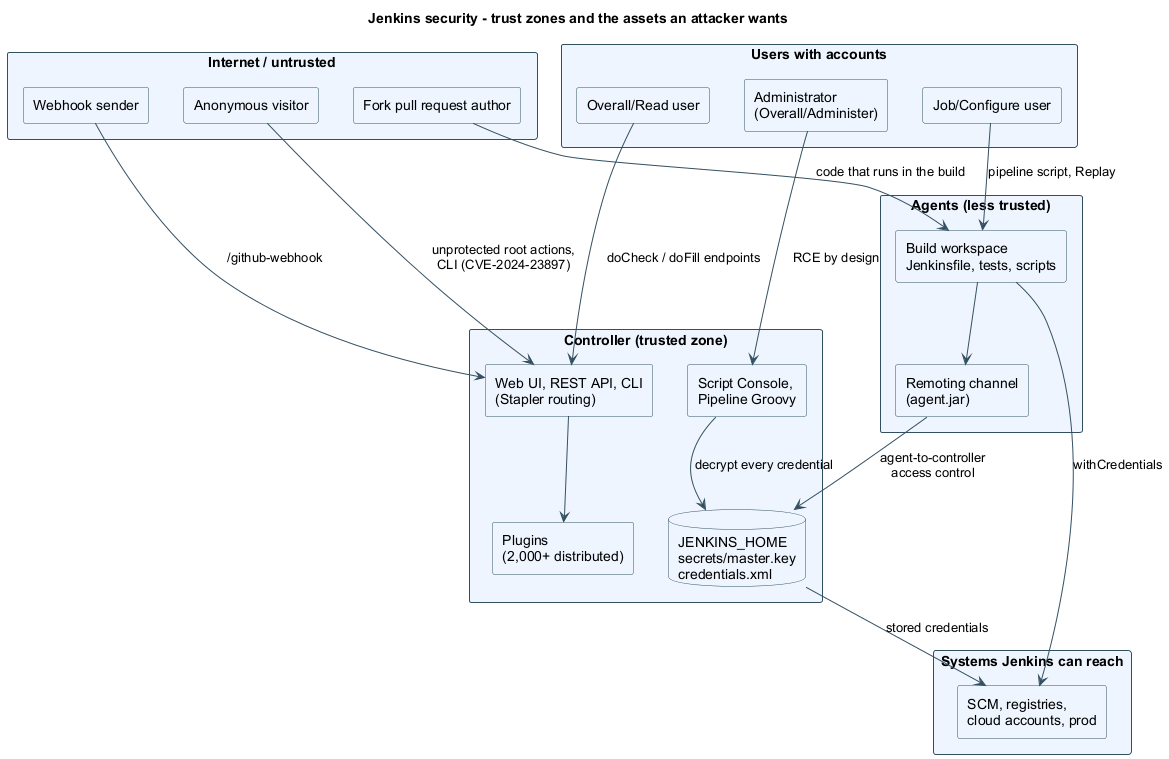 Jenkins security - trust zones and the assets an attacker wants
Internet / untrusted
Webhook sender
Anonymous visitor
Fork pull request author
Users with accounts
Overall/Read user
Administrator
(Overall/Administer)
Job/Configure user
code that runs in the build
pipeline script, Replay
/github-webhook
unprotected root actions,
CLI (CVE-2024-23897)
doCheck / doFill endpoints
RCE by design
Agents (less trusted)
Build workspace
Jenkinsfile, tests, scripts
Remoting channel
(agent.jar)
Controller (trusted zone)
Web UI, REST API, CLI
(Stapler routing)
Script Console,
Pipeline Groovy
decrypt every credential
agent-to-controller
access control
withCredentials
Plugins
(2,000+ distributed)
JENKINS_HOME
secrets/master.key
credentials.xml
stored credentials
Systems Jenkins can reach
SCM, registries,
cloud accounts, prod